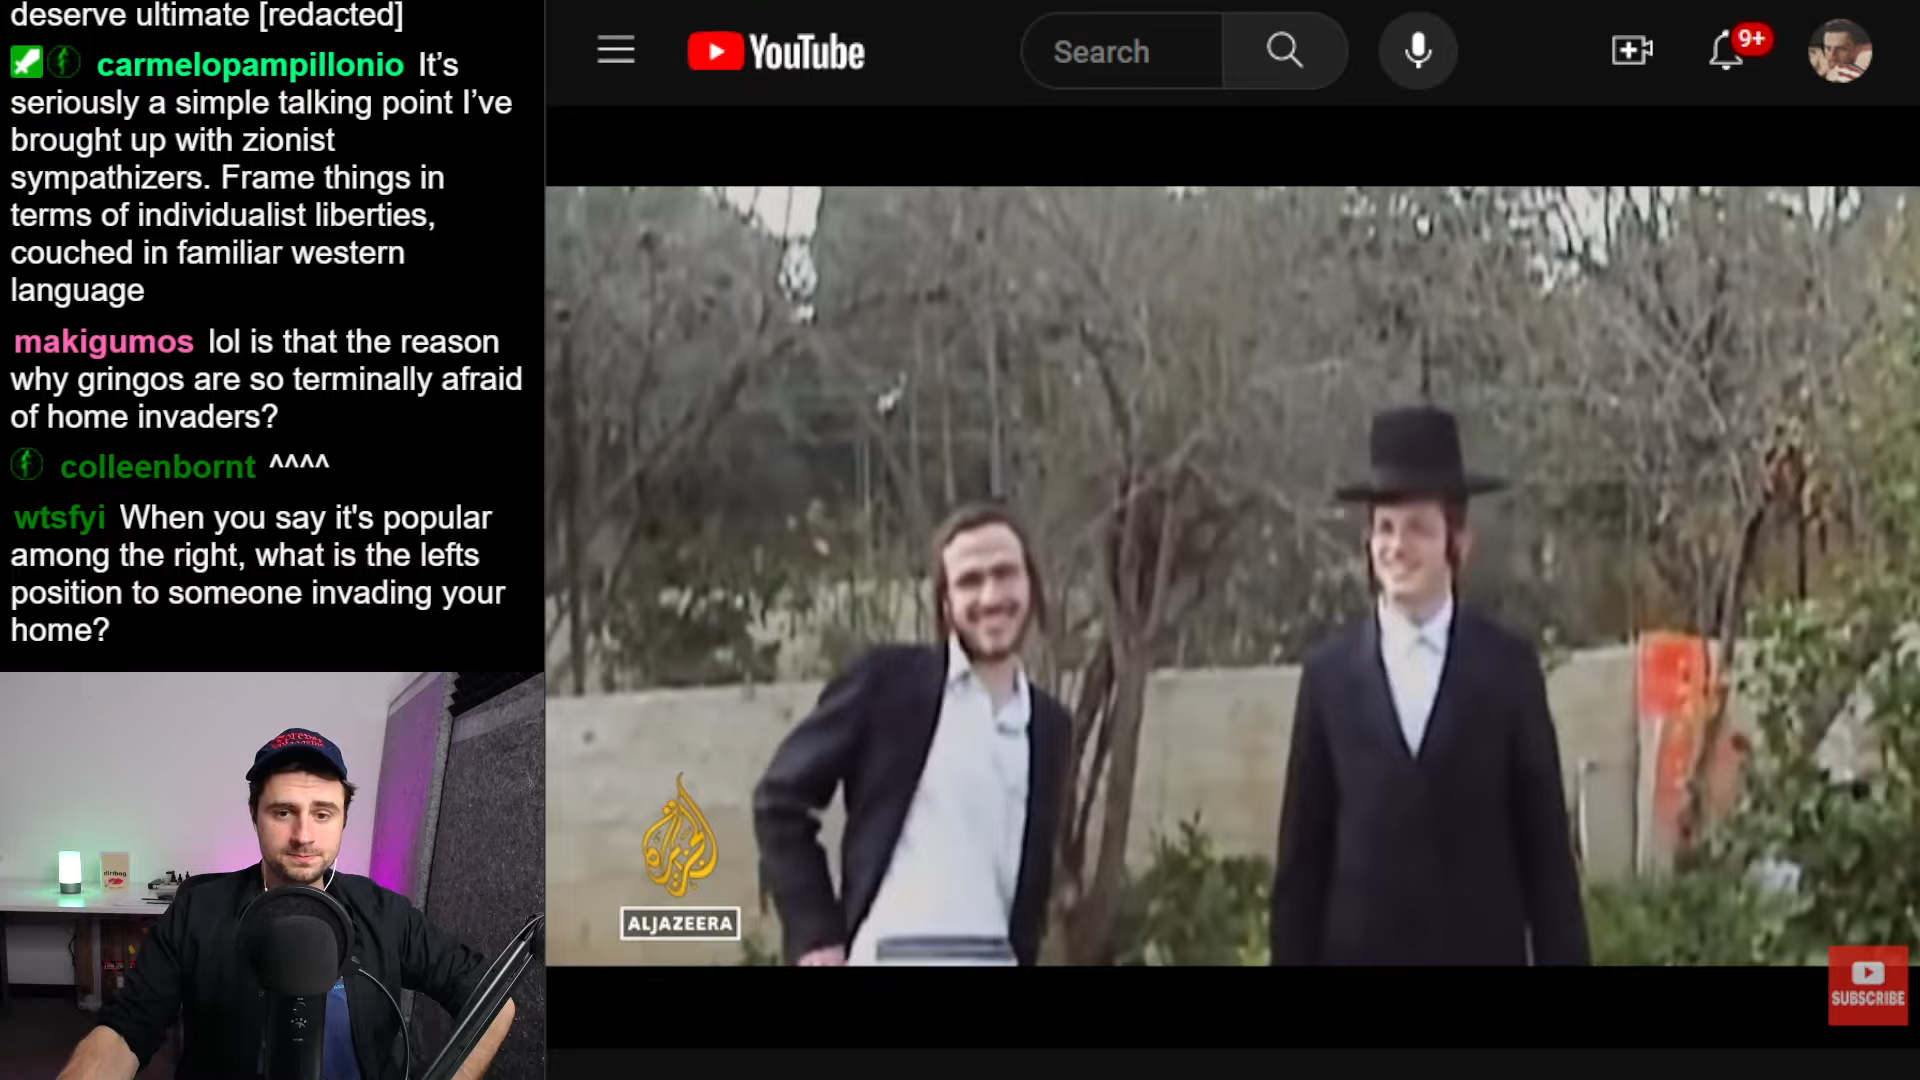 deserve ultimate [redacted]
carmelopampillonio It’s
seriously a simple talking point I’ve
brought up with zionist
sympathizers. Frame things in
terms of individualist liberties,
couched in familiar western
language
makigumos lol is that the reason
why gringos are so terminally afraid
of home invaders?
colleenbornt ^^^^
wtsfyi When you say it's popular
among the right, what is the lefts
position to someone invading your
home?
YouTube
Search
9+
الجزيرة
ALJAZEERA
SUBSCRIBE
dirtbag